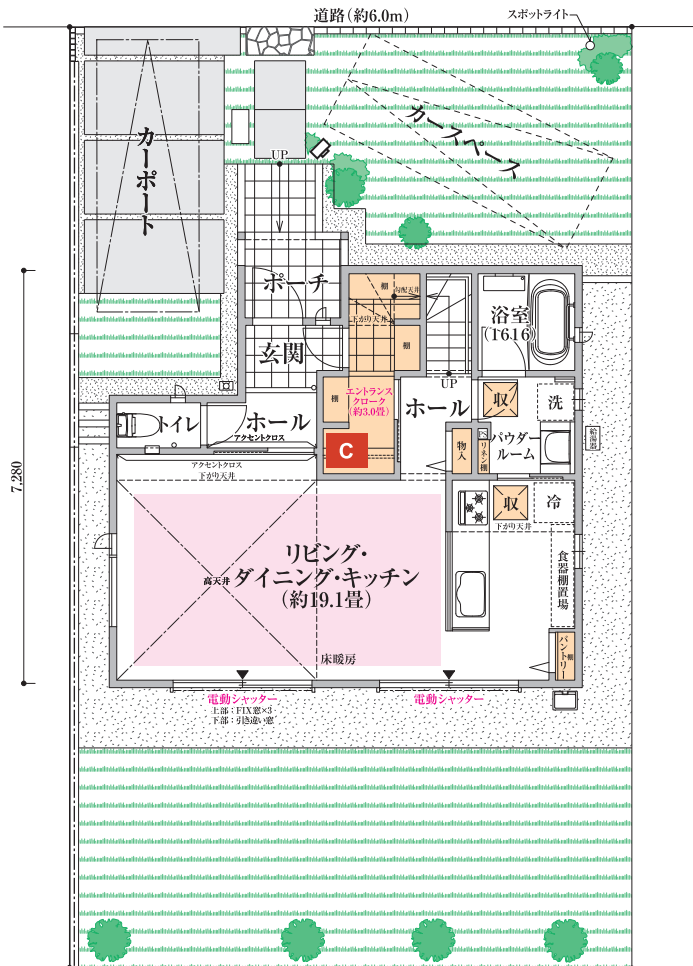 道路(約6.0m)
スポットライト
カーポート
カースペース
UP
ポーチ
棚
勾配天井
下がり天井
棚
浴室
(1616)
玄関
UP
棚
エントランス
クローク
(約3.0畳)
ホール
収
洗
トイレ
ホール
アクセントクロス
C
物入
PS
リネン棚
パウダー
ルーム
給湯器
アクセントクロス
下がり天井
収
冷
下がり天井
7.280
高天井
リビング・
ダイニング・キッチン
(約19.1畳)
食器棚置場
床暖房
棚
パントリー
電動シャッター
上部：FIX窓×3
下部：引き違い窓
電動シャッター